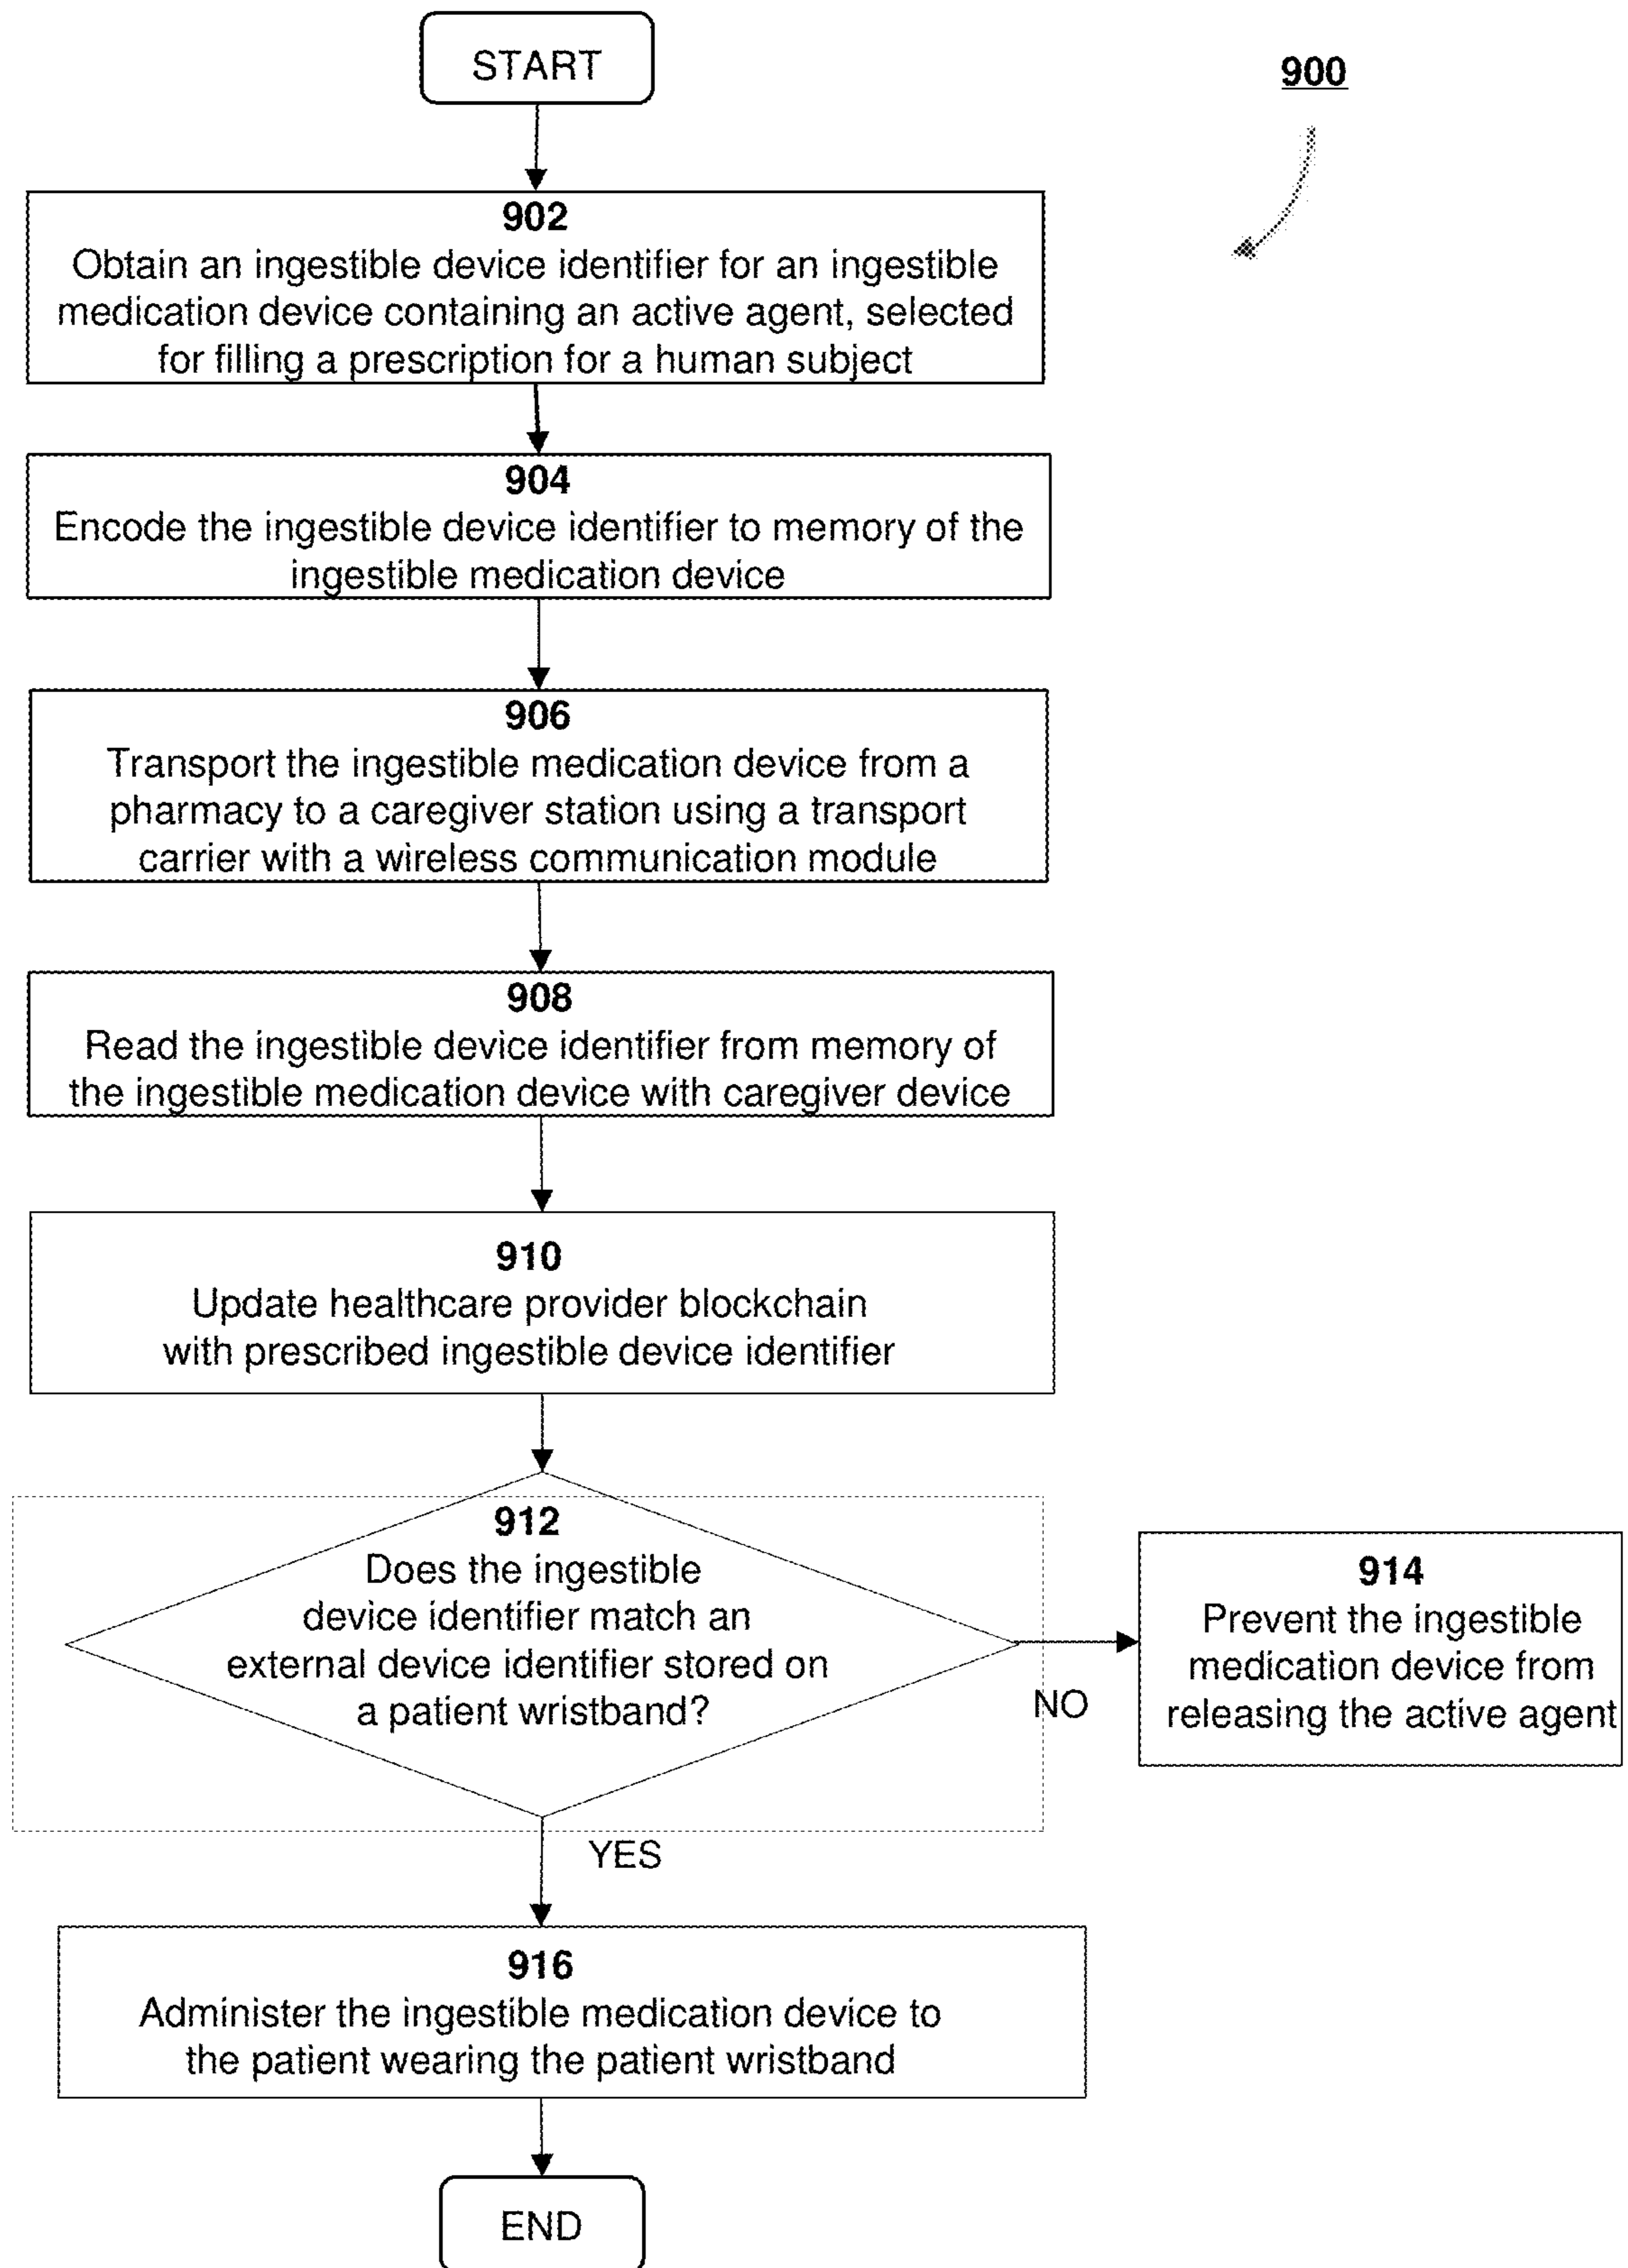 START
900
902
Obtain an ingestible device identifier for an ingestible
medication device containing an active agent, selected
for filling a prescription for a human subject
904
Encode the ingestible device identifier to memory of the
ingestible medication device
906
Transport the ingestible medication device from a
pharmacy to a caregiver station using a transport
carrier with a wireless communication module
908
Read the ingestible device identifier from memory of
the ingestible medication device with caregiver device
910
Update healthcare provider blockchain
with prescribed ingestible device identifier
912
Does the ingestible
device identifier match an
external device identifier stored on
a patient wristband?
NO
914
Prevent the ingestible
medication device from
releasing the active agent
YES
916
Administer the ingestible medication device to
the patient wearing the patient wristband
END